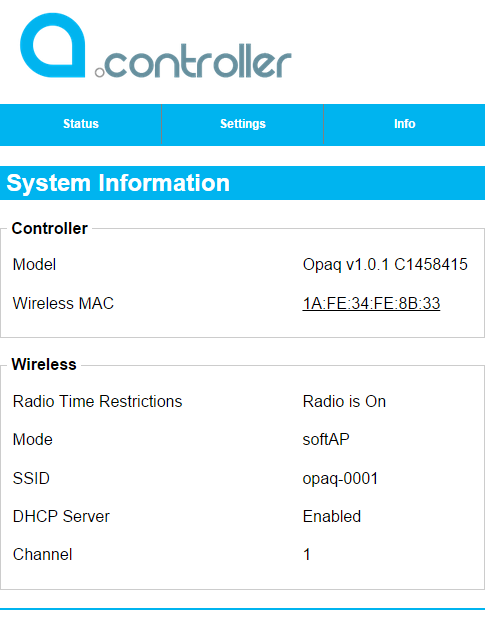 .controller
Status Settings Info
System Information
Controller
Model Opaq v1.0.1 C1458415
Wireless MAC 1A:FE:34:FE:8B:33
Wireless
Radio Time Restrictions Radio is On
Mode softAP
SSID opaq-0001
DHCP Server Enabled
Channel 1